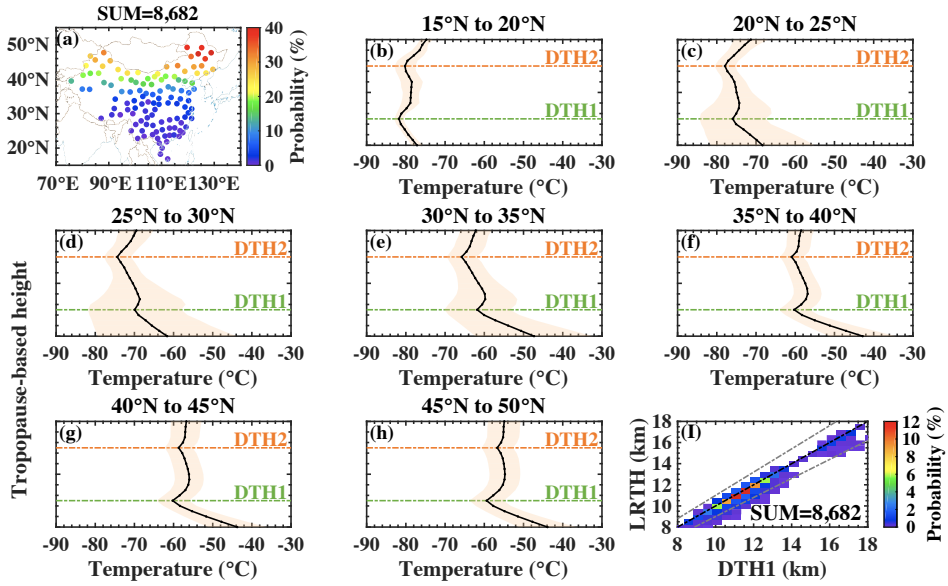 SUM=8,682
(a)
50°N
40°N
30°N
20°N
70°E 90°E 110°E 130°E
40
30
20
10
0
Probability (%)
15°N to 20°N
(b)
DTH2
DTH1
-90 -80 -70 -60 -50 -40 -30
Temperature (°C)
20°N to 25°N
(c)
DTH2
DTH1
-90 -80 -70 -60 -50 -40 -30
Temperature (°C)
Tropopause-based height
25°N to 30°N
(d)
DTH2
DTH1
-90 -80 -70 -60 -50 -40 -30
Temperature (°C)
30°N to 35°N
(e)
DTH2
DTH1
-90 -80 -70 -60 -50 -40 -30
Temperature (°C)
35°N to 40°N
(f)
DTH2
DTH1
-90 -80 -70 -60 -50 -40 -30
Temperature (°C)
40°N to 45°N
(g)
DTH2
DTH1
-90 -80 -70 -60 -50 -40 -30
Temperature (°C)
45°N to 50°N
(h)
DTH2
DTH1
-90 -80 -70 -60 -50 -40 -30
Temperature (°C)
(I)
LRTH (km)
18
16
14
12
10
8
SUM=8,682
8 10 12 14 16 18
DTH1 (km)
12
10
8
6
4
2
0
Probability (%)